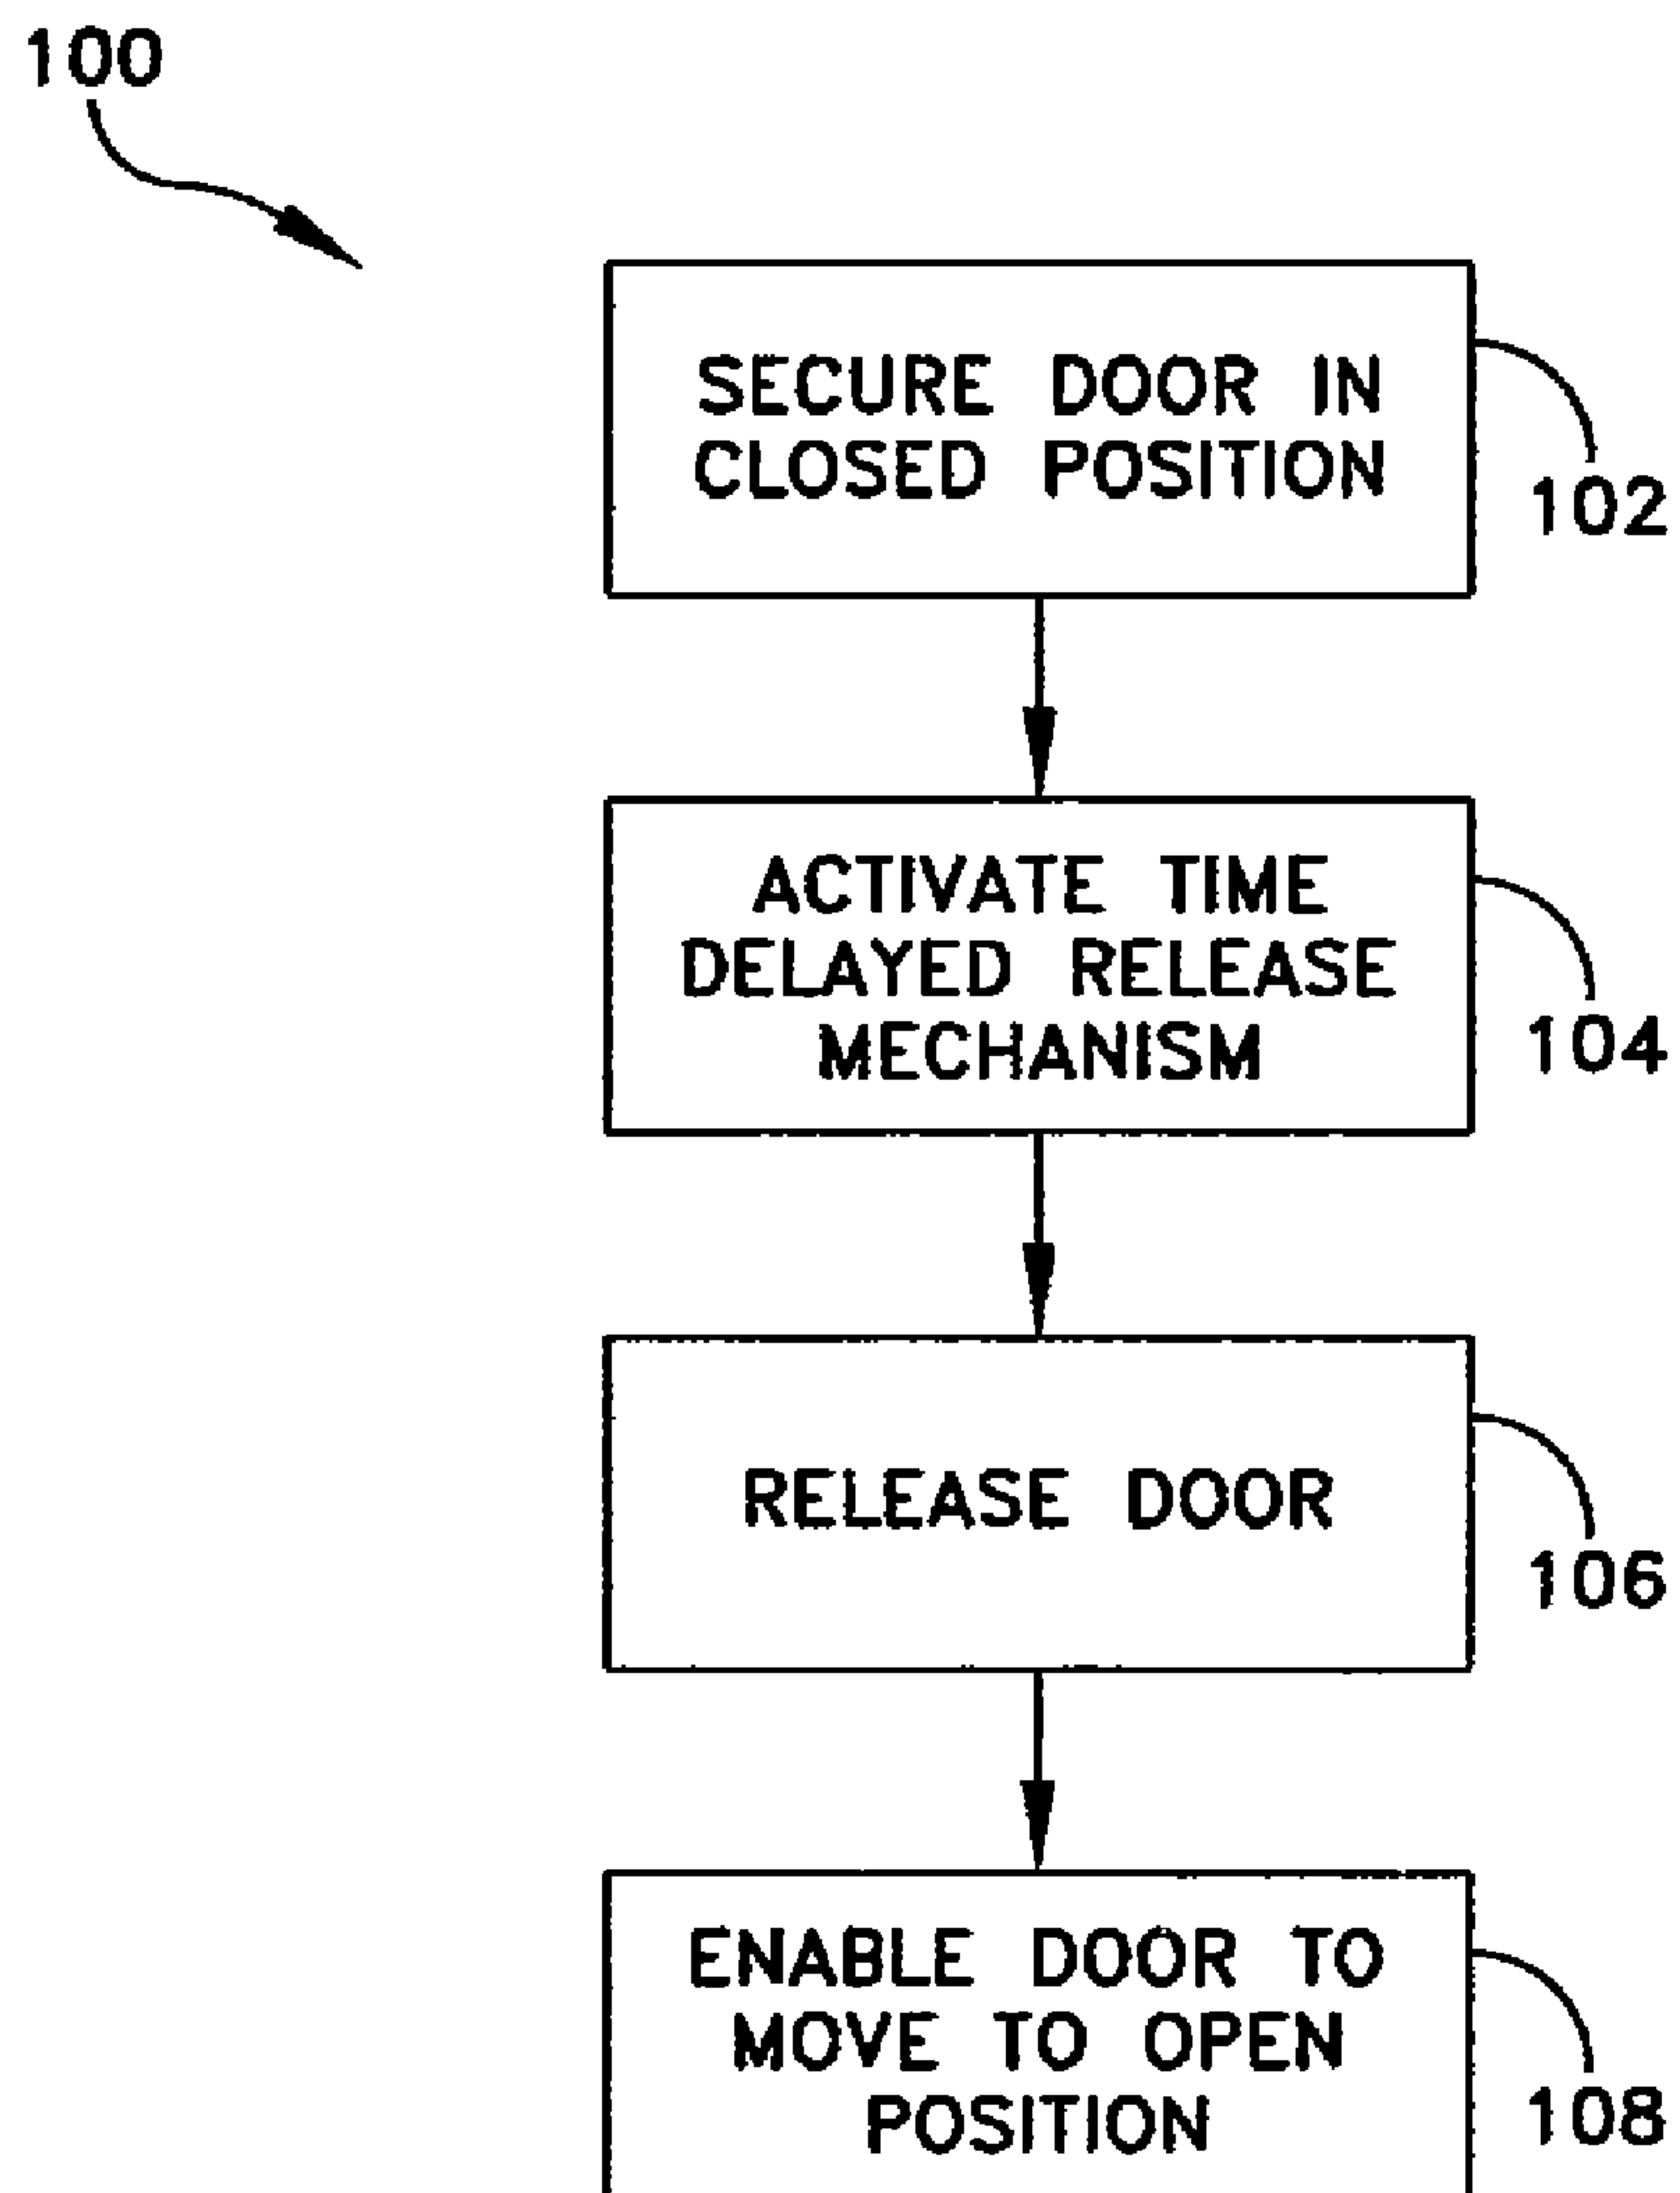 100
SECURE DOOR IN
CLOSED POSITION
102
ACTIVATE TIME
DELAYED RELEASE
MECHANISM
104
RELEASE DOOR
106
ENABLE DOOR TO
MOVE TO OPEN
POSITION
108